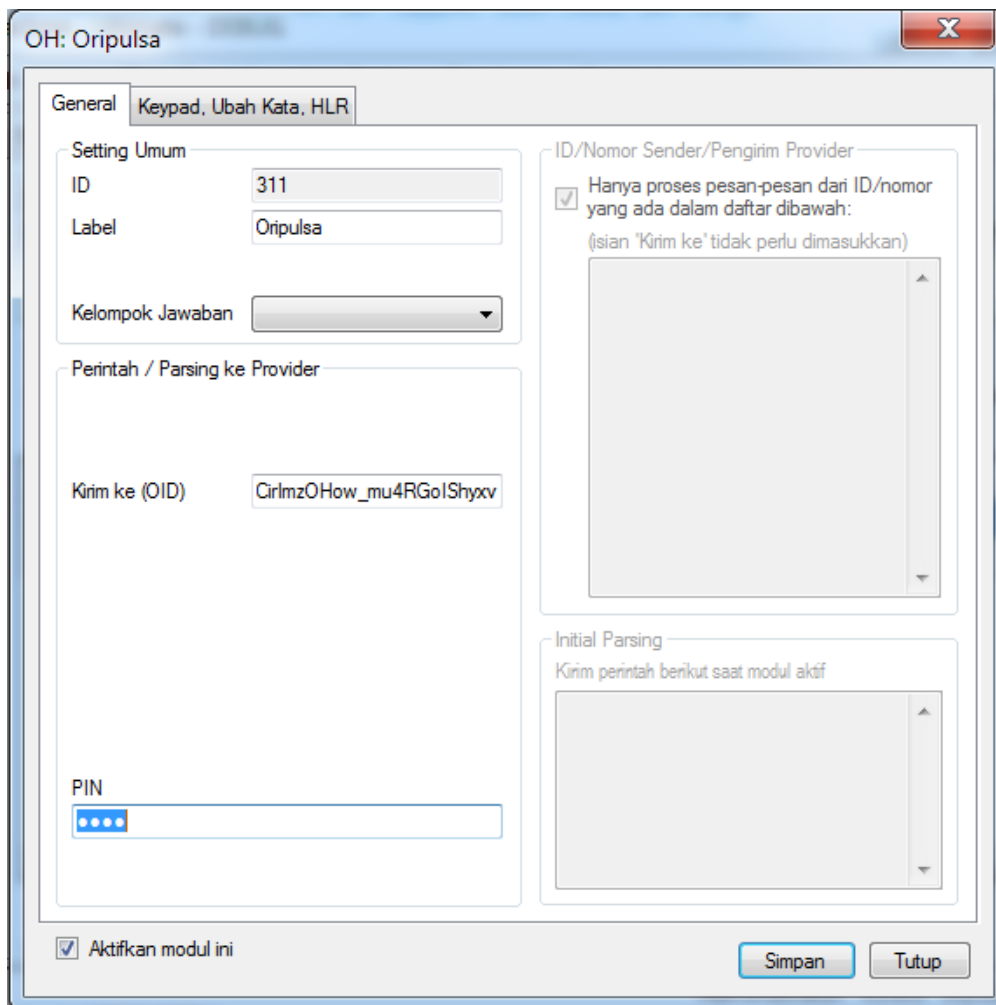 OH: Oripulsa
General
Keypad, Ubah Kata, HLR
Setting Umum
ID
311
Label
Oripulsa
Kelompok Jawaban
Perintah / Parsing ke Provider
Kirim ke (OID)
CirlmzOHow_mu4RGoIShyxv
PIN
••••
ID/Nomor Sender/Pengirim Provider
Hanya proses pesan-pesan dari ID/nomor
yang ada dalam daftar dibawah:
(isian 'Kirim ke' tidak perlu dimasukkan)
Initial Parsing
Kirim perintah berikut saat modul aktif
Aktifkan modul ini
Simpan
Tutup